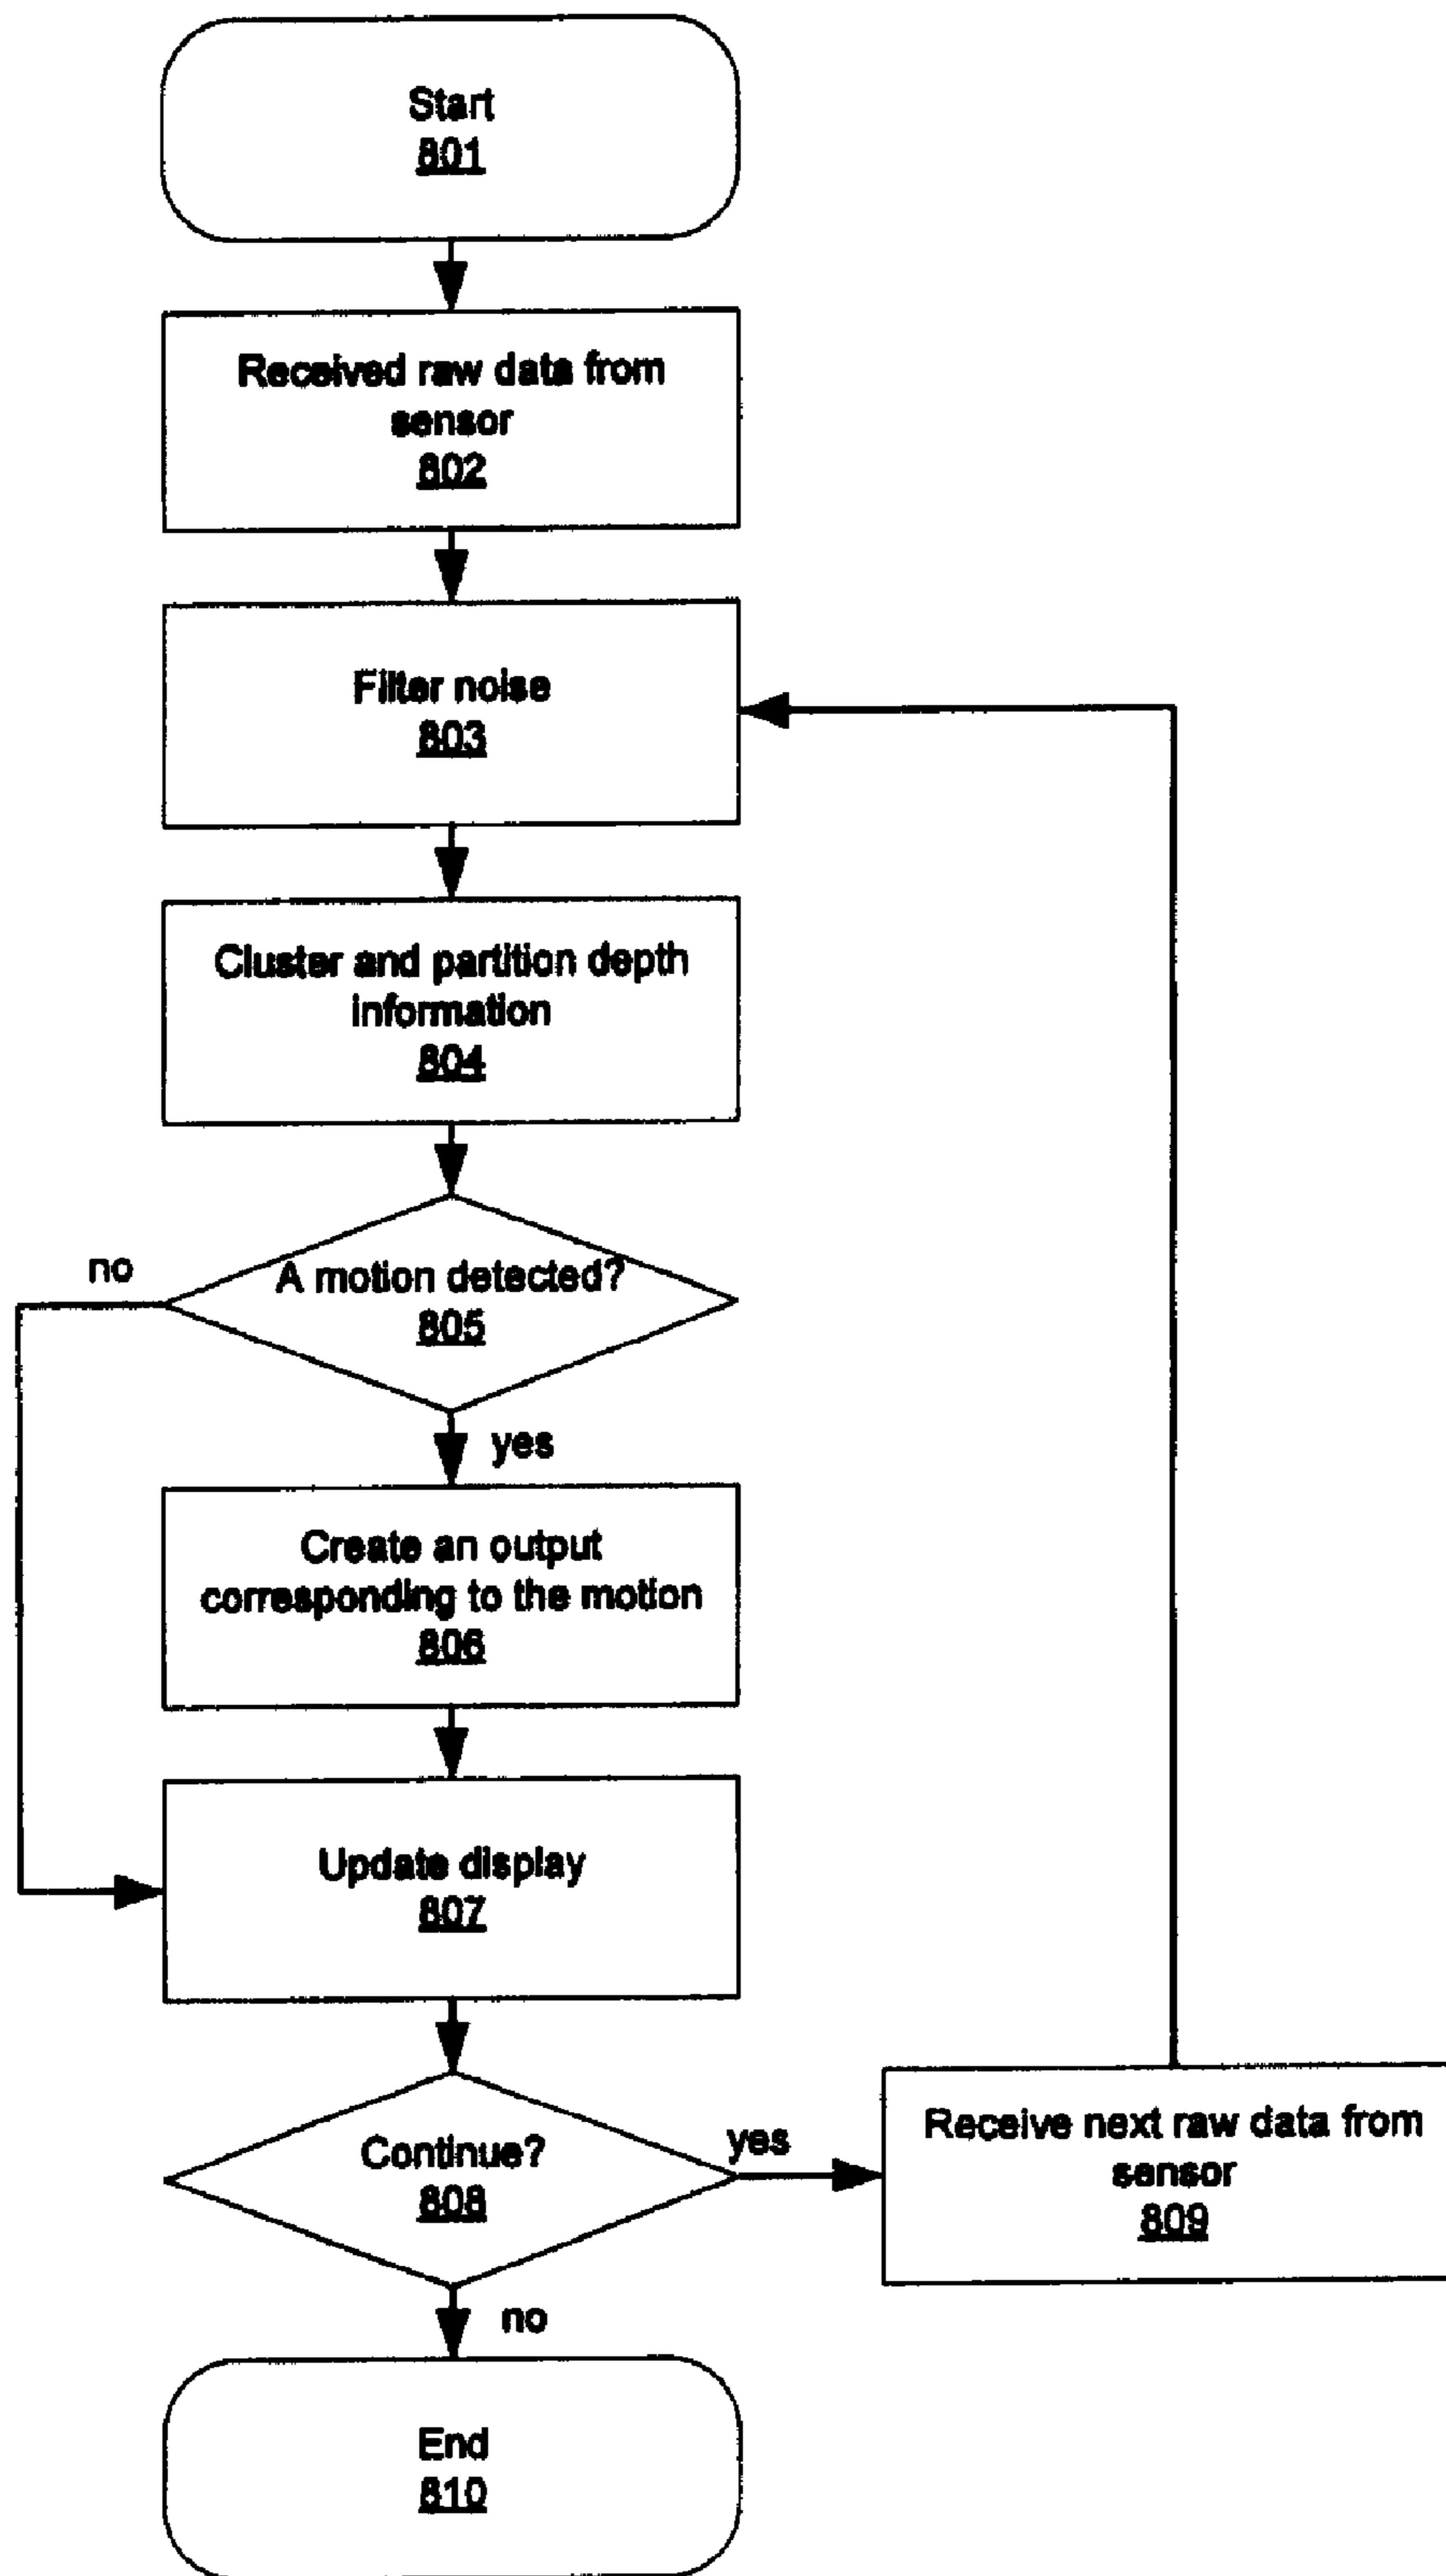 Start
801
Received raw data from
sensor
802
Filter noise
803
Cluster and partition depth
information
804
no
A motion detected?
805
yes
Create an output
corresponding to the motion
806
Update display
807
Continue?
808
yes
Receive next raw data from
sensor
809
no
End
810